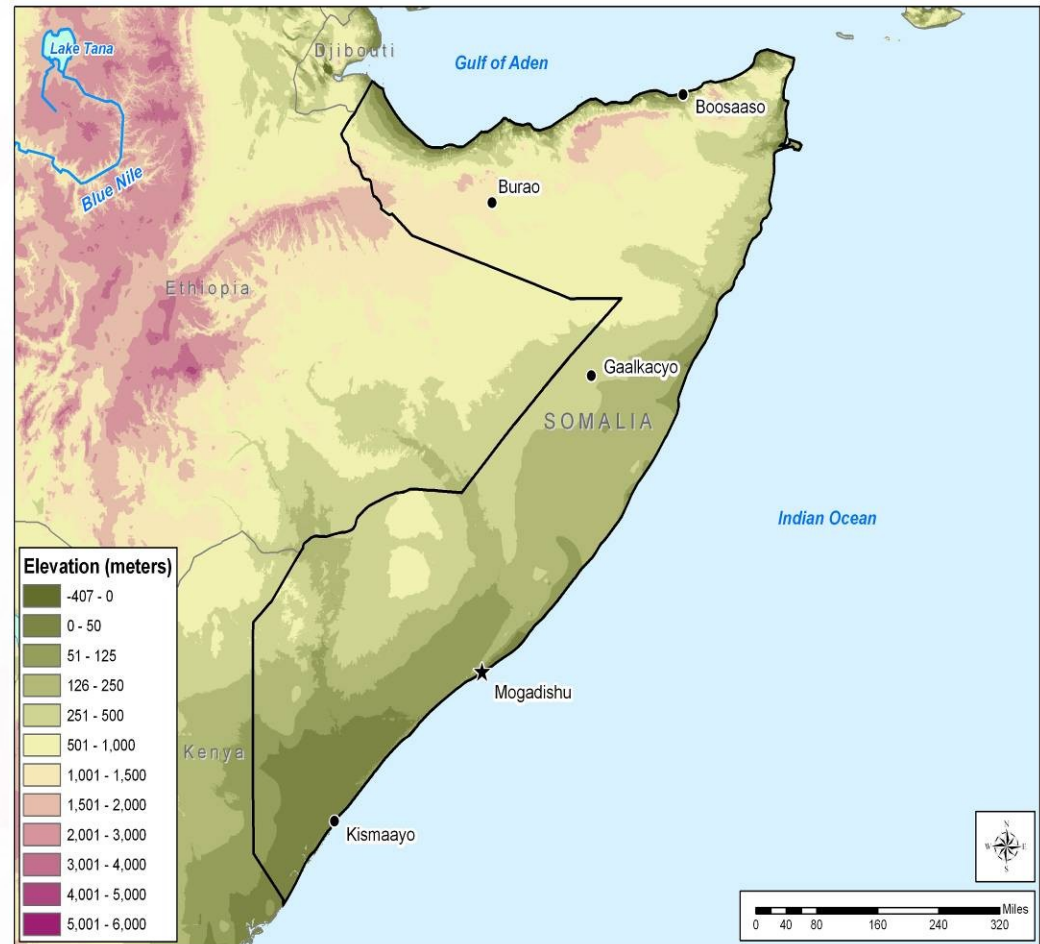 Lake Tana
Djibouti
Gulf of Aden
Boosaaso
Blue Nile
Burao
Ethiopia
Gaalkacyo
SOMALIA
Indian Ocean
Elevation (meters)
-407 - 0
0 - 50
51 - 125
126 - 250
251 - 500
501 - 1,000
1,001 - 1,500
1,501 - 2,000
2,001 - 3,000
3,001 - 4,000
4,001 - 5,000
5,001 - 6,000
Mogadishu
Kenya
Kismaayo
N
W E
S
Miles
0 40 80 160 240 320